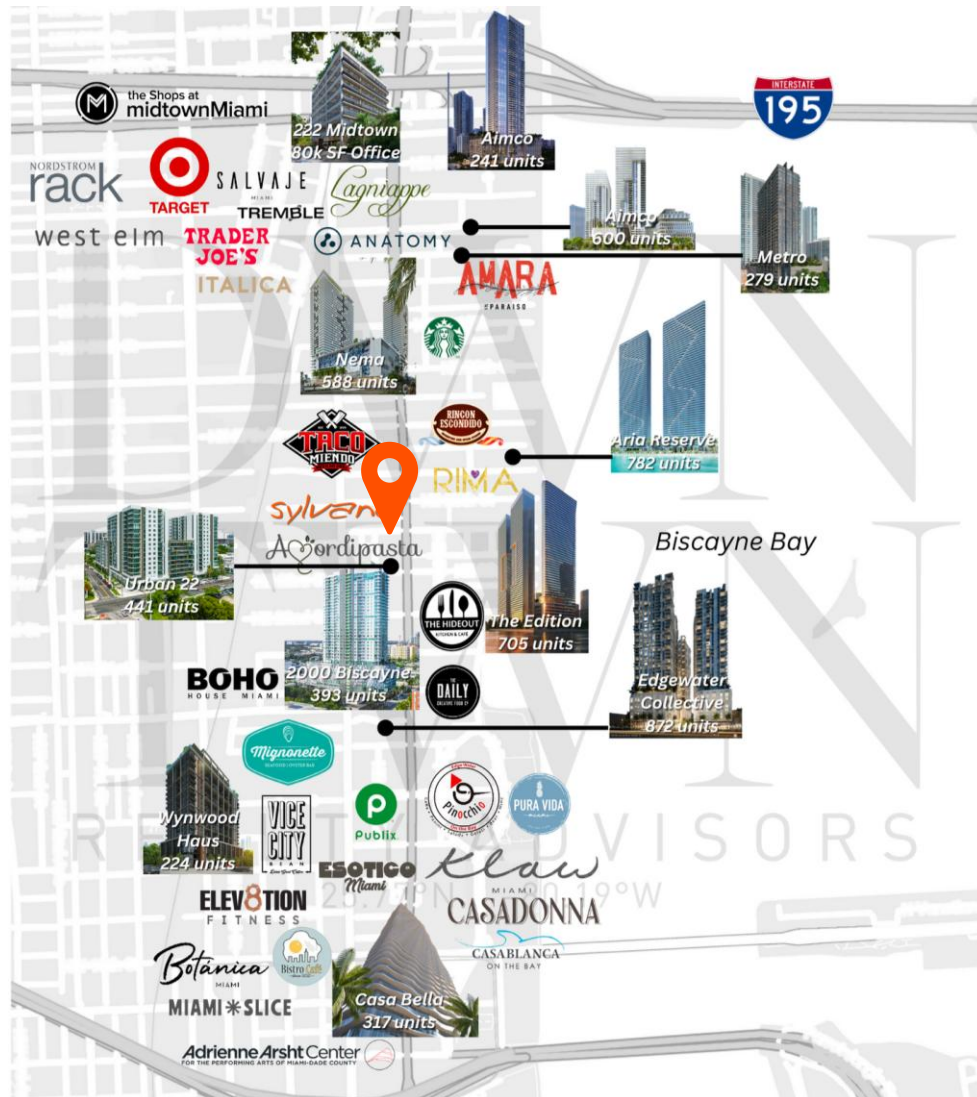 the Shops at
midtownMiami
INTERSTATE
195
222 Midtown
80k SF Office
Aimco
241 units
NORDSTROM
rack
TARGET
SALVAJE
MIAMI
Lagniappe
TREMBLE
west elm
TRADER
JOE'S
ANATOMY
Aimco
600 units
Metro
279 units
ITALICA
AMARA
PARAISO
Nema
588 units
TACO
MIENDO
RINCON
ESCONDIDO
Aria Reserve
782 units
RIMA
sylvan
Amordipasta
Biscayne Bay
Urban 22
441 units
THE HIDEOUT
KITCHEN & CAFE
The Edition
705 units
2000 Biscayne
393 units
BOHO
HOUSE MIAMI
THE
DAILY
CREATIVE FOOD CO
Edgewater
Collective
872 units
Mignonette
Wynwood
Haus
224 units
VICE
CITY
BEAN
Publix
Pinocchio
PURA VIDA
miami
ESOTICO
Miami
Klaw
MIAMI
ELEV8TION
FITNESS
CASADONNA
CASABLANCA
ON THE BAY
Botánica
MIAMI
Bistro Café
MIAMI*SLICE
Casa Bella
317 units
Adrienne Arsht Center
FOR THE PERFORMING ARTS OF MIAMI-DADE COUNTY
DWN
TWN
ADVISORS